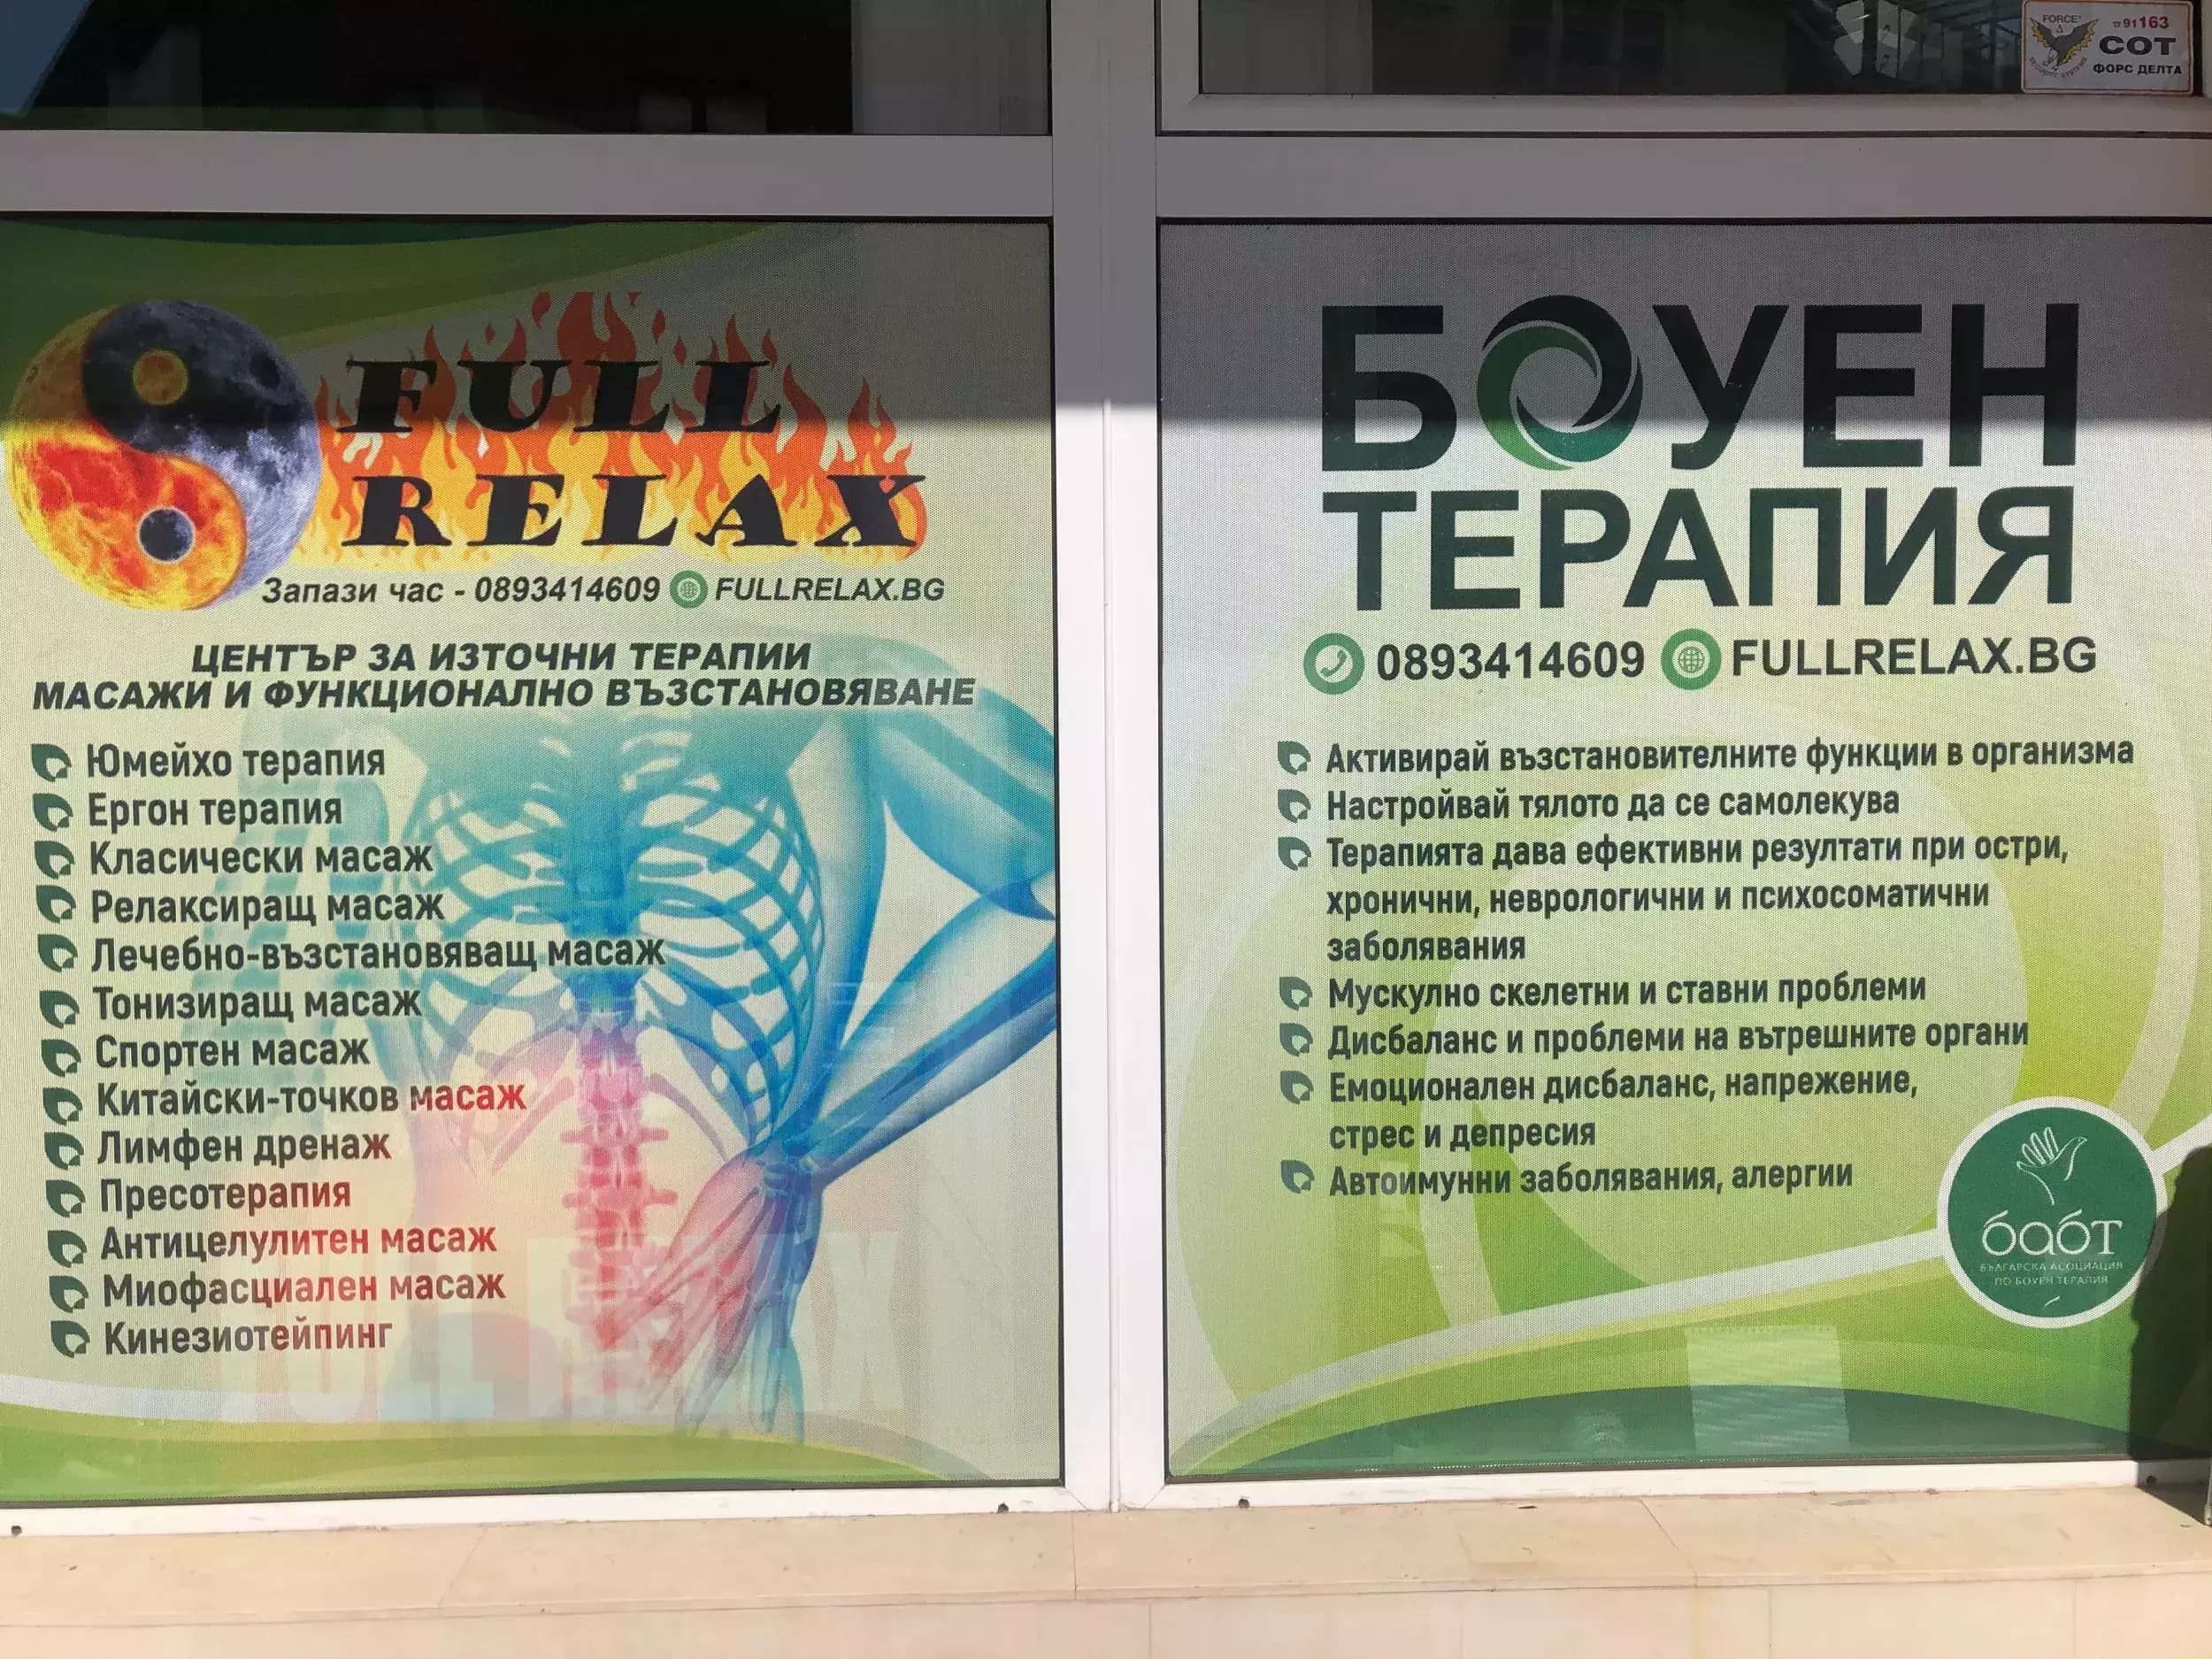 FORCE
☎91163
СОТ
ФОРС ДЕЛТА
FULL
RELAX
Запази час - 0893414609 FULLRELAX.BG
ЦЕНТЪР ЗА ИЗТОЧНИ ТЕРАПИИ
МАСАЖИ И ФУНКЦИОНАЛНО ВЪЗСТАНОВЯВАНЕ
Юмейхо терапия
Ергон терапия
Класически масаж
Релаксиращ масаж
Лечебно-възстановяващ масаж
Тонизиращ масаж
Спортен масаж
Китайски-точков масаж
Лимфен дренаж
Пресотерапия
Антицелулитен масаж
Миофасциален масаж
Кинезиотейпинг
БОУЕН
ТЕРАПИЯ
0893414609 FULLRELAX.BG
Активирай възстановителните функции в организма
Настройвай тялото да се самолекува
Терапията дава ефективни резултати при остри,
хронични, неврологични и психосоматични
заболявания
Мускулно скелетни и ставни проблеми
Дисбаланс и проблеми на вътрешните органи
Емоционален дисбаланс, напрежение,
стрес и депресия
Автоимунни заболявания, алергии
бабт
БЪЛГАРСКА АСОЦИАЦИЯ
ПО БОУЕН ТЕРАПИЯ